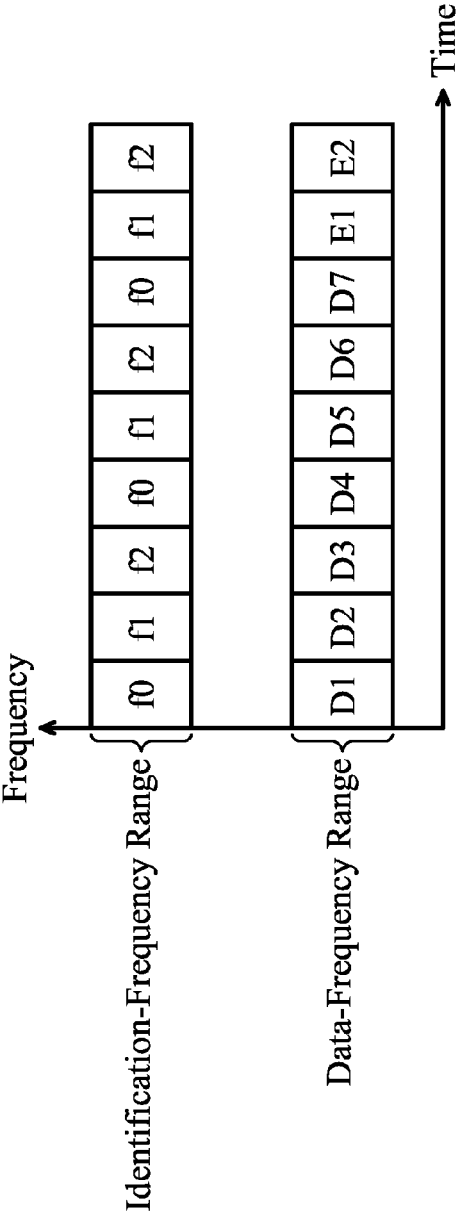 Frequency
Identification-Frequency Range
f0 f1 f2 f0 f1 f2 f0 f1 f2
Data-Frequency Range
D1 D2 D3 D4 D5 D6 D7 E1 E2
Time